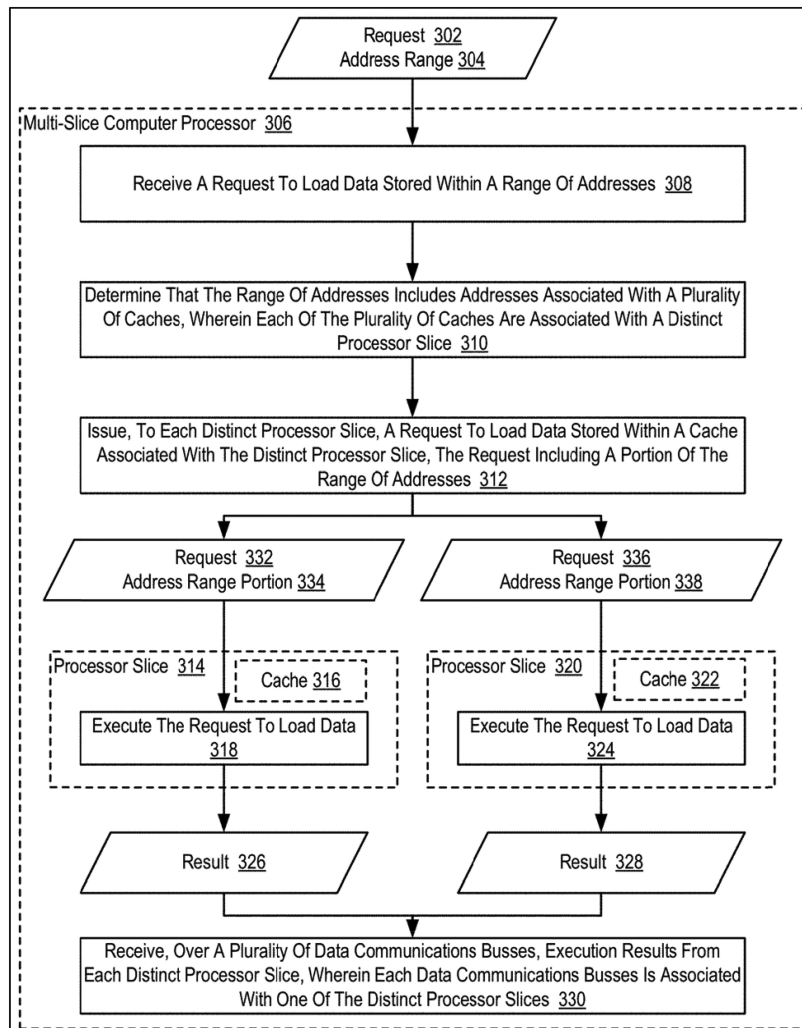 Request 302
Address Range 304
Multi-Slice Computer Processor 306
Receive A Request To Load Data Stored Within A Range Of Addresses 308
Determine That The Range Of Addresses Includes Addresses Associated With A Plurality
Of Caches, Wherein Each Of The Plurality Of Caches Are Associated With A Distinct
Processor Slice 310
Issue, To Each Distinct Processor Slice, A Request To Load Data Stored Within A Cache
Associated With The Distinct Processor Slice, The Request Including A Portion Of The
Range Of Addresses 312
Request 332
Address Range Portion 334
Request 336
Address Range Portion 338
Processor Slice 314
Cache 316
Execute The Request To Load Data
318
Processor Slice 320
Cache 322
Execute The Request To Load Data
324
Result 326
Result 328
Receive, Over A Plurality Of Data Communications Busses, Execution Results From
Each Distinct Processor Slice, Wherein Each Data Communications Busses Is Associated
With One Of The Distinct Processor Slices 330